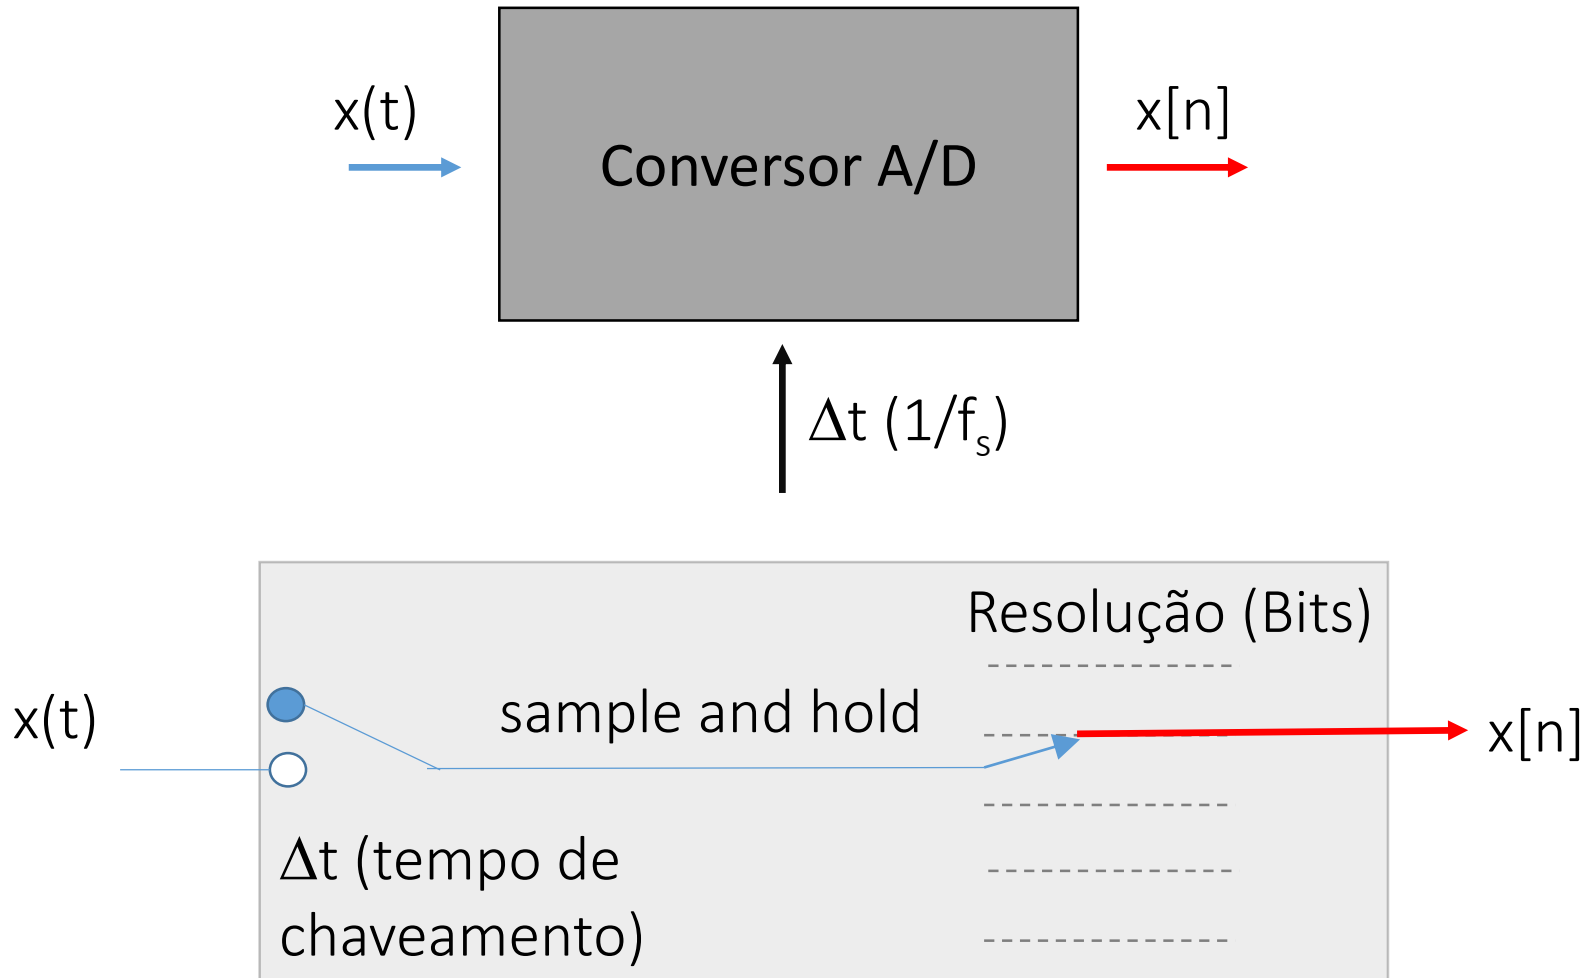 x(t)
Conversor A/D
x[n]
Δt (1/fs)
Resolução (Bits)
x(t)
sample and hold
x[n]
Δt (tempo de
chaveamento)